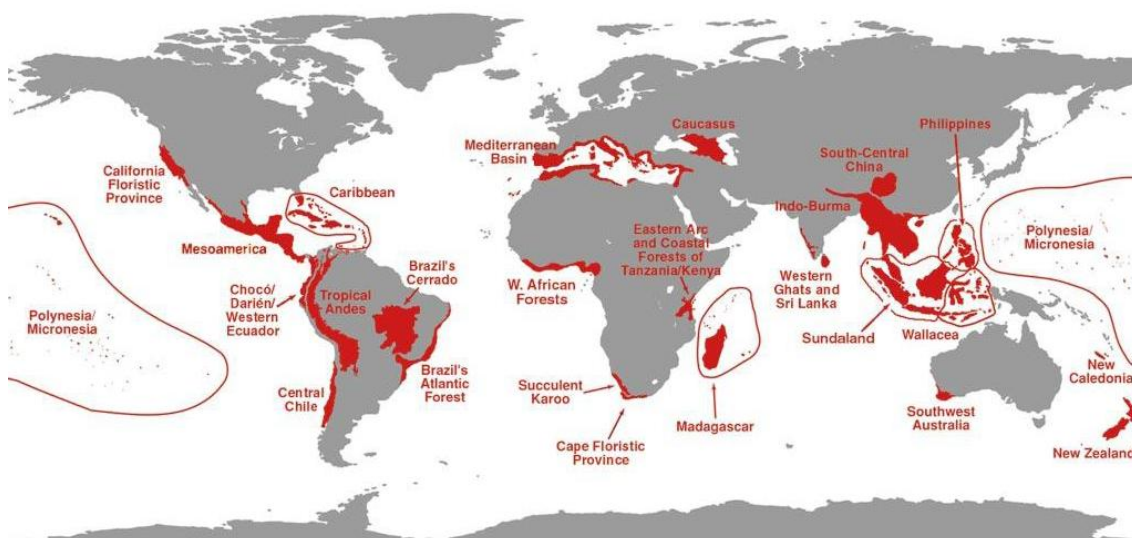 California
Floristic
Province
Caribbean
Mesoamerica
Polynesia/
Micronesia
Chocó/
Darién/
Western
Ecuador
Tropical
Andes
Brazil's
Cerrado
Brazil's
Atlantic
Forest
Central
Chile
Mediterranean
Basin
Caucasus
W. African
Forests
Eastern Arc
and Coastal
Forests of
Tanzania/Kenya
Succulent
Karoo
Cape Floristic
Province
Madagascar
Philippines
South-Central
China
Indo-Burma
Western
Ghats and
Sri Lanka
Sundaland
Wallacea
Polynesia/
Micronesia
New
Caledonia
Southwest
Australia
New Zealand